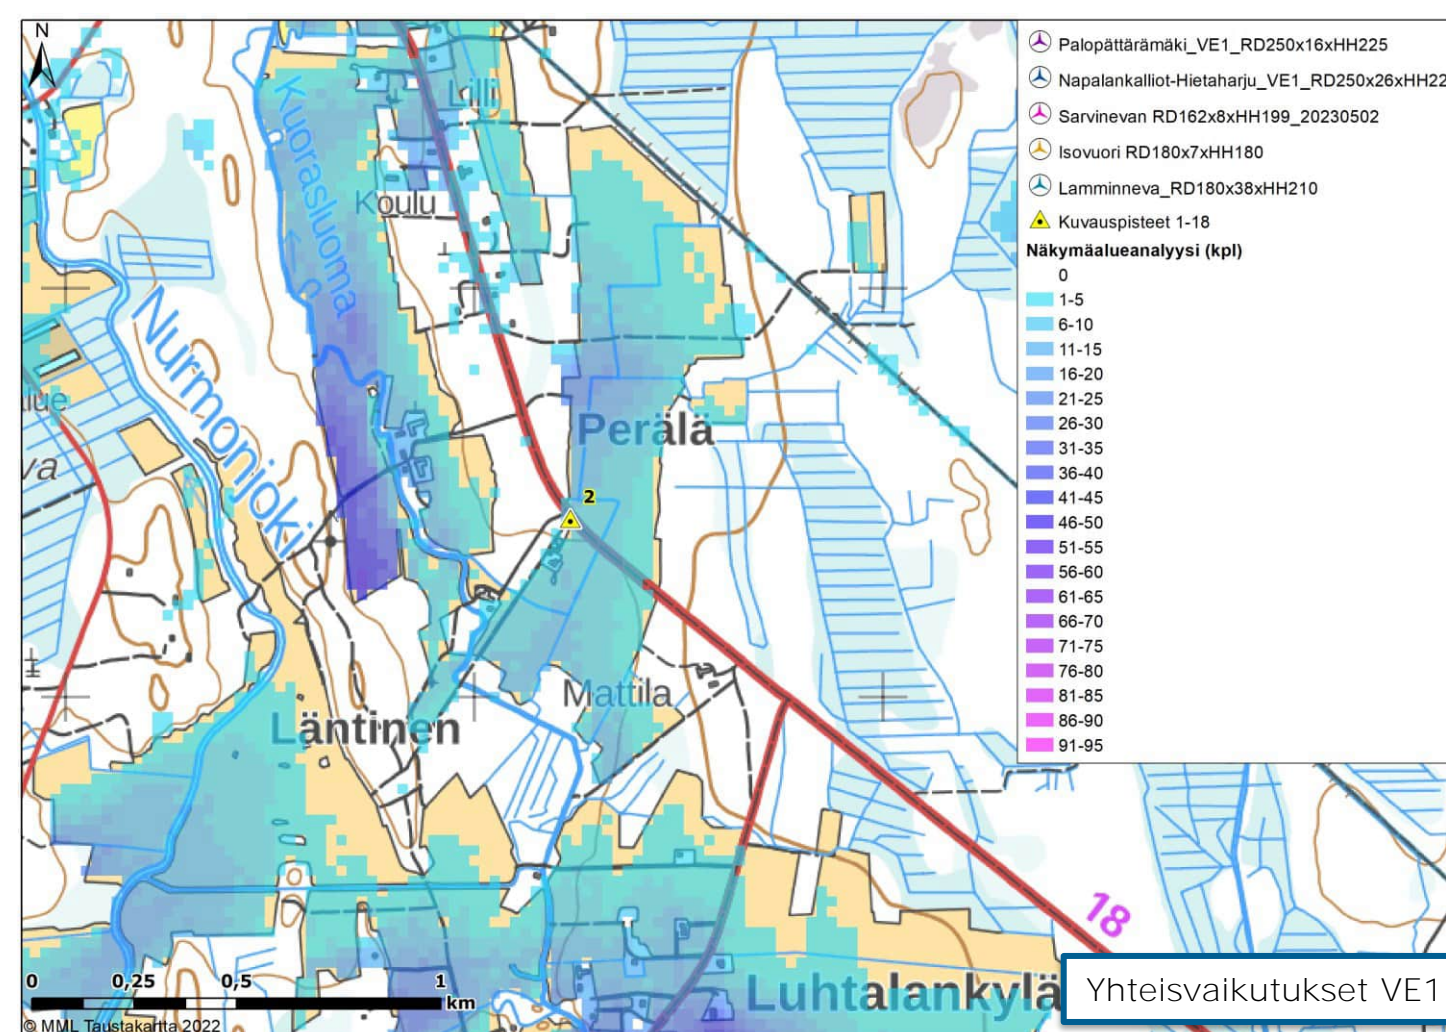 N
Palopättärämäki_VE1_RD250x16xHH225
Napalankalliot-Hietaharju_VE1_RD250x26xHH22
Sarvinevan RD162x8xHH199_20230502
Isovuori RD180x7xHH180
Lamminneva_RD180x38xHH210
Kuvauspisteet 1-18
Näkymäalueanalyysi (kpl)
0
1-5
6-10
11-15
16-20
21-25
26-30
31-35
36-40
41-45
46-50
51-55
56-60
61-65
66-70
71-75
76-80
81-85
86-90
91-95
Lilli
Kuorasluoma
Koulu
Nurmonjoki
lue
va
Perälä
2
Mattila
Läntinen
18
Luhtalankylä
Yhteisvaikutukset VE1
0 0,25 0,5 1
km
© MML Taustakartta 2022